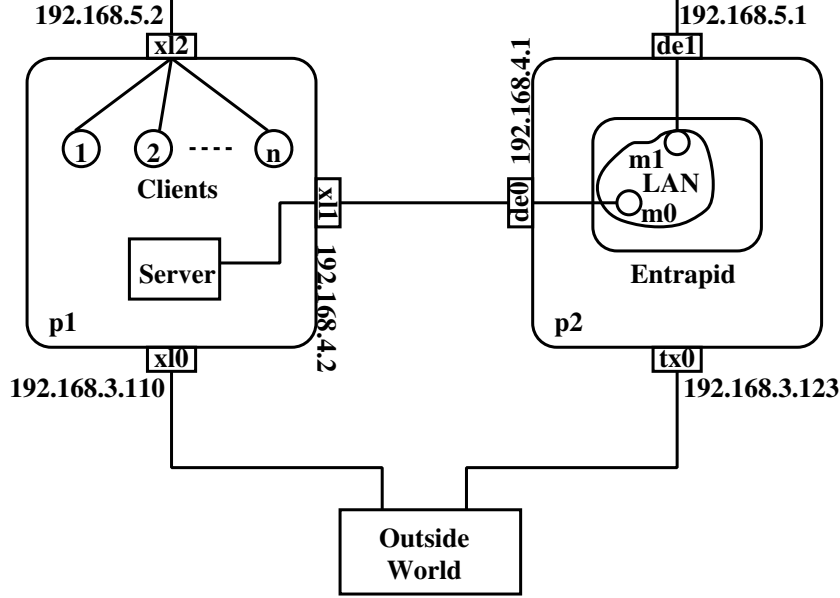 192.168.5.2
192.168.5.1
xl2
de1
192.168.4.1
1
2
n
Clients
m1
LAN
m0
xl1
de0
Server
Entrapid
192.168.4.2
p1
p2
xl0
tx0
192.168.3.110
192.168.3.123
Outside
World